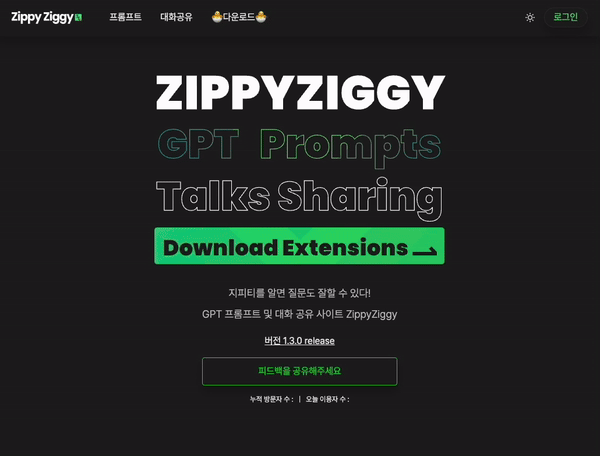 Zippy Ziggy
프롬프트 대화공유 🐣다운로드🐣
로그인
ZIPPYZIGGY
GPT Prompts
Talks Sharing
Download Extensions
지피티를 알면 질문도 잘할 수 있다!
GPT 프롬프트 및 대화 공유 사이트 ZippyZiggy
버전 1.3.0 release
피드백을 공유해주세요
누적 방문자 수 : | 오늘 이용자 수 :